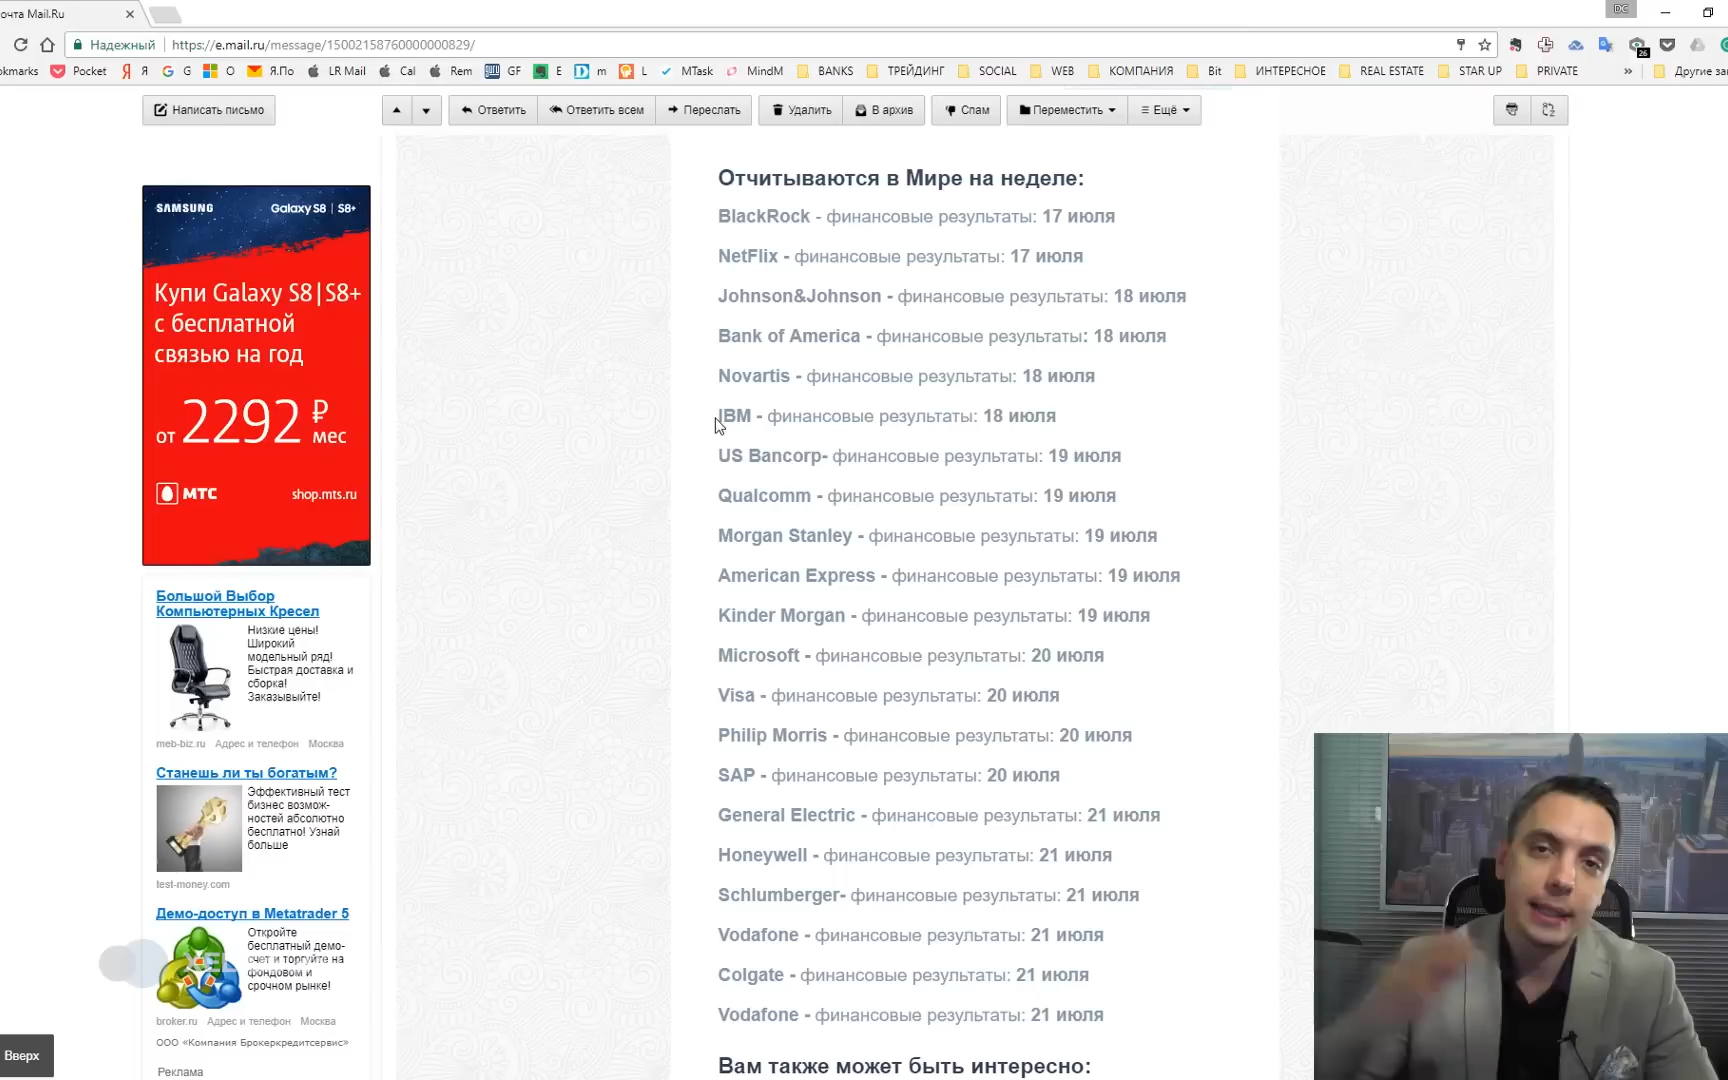 очта Mail.Ru
DC
Надежный https://e.mail.ru/message/15002158760000000829/
26
okmarks Pocket Я G O Я.По LR Mail Cal Rem GF E m L MTask MindM BANKS ТРЕЙДИНГ SOCIAL WEB КОМПАНИЯ Bit ИНТЕРЕСНОЕ REAL ESTATE STAR UP PRIVATE » Другие за
Написать письмо
Ответить Ответить всем Переслать Удалить В архив Спам Переместить Ещё
SAMSUNG Galaxy S8 | S8+
Купи Galaxy S8|S8+
с бесплатной
связью на год
от 2292 ₽ мес
МТС shop.mts.ru
Большой Выбор
Компьютерных Кресел
Низкие цены!
Широкий
модельный ряд!
Быстрая доставка и
сборка!
Заказывыйте!
meb-biz.ru Адрес и телефон Москва
Станешь ли ты богатым?
Эффективный тест
бизнес возмож-
ностей абсолютно
бесплатно! Узнай
больше
test-money.com
Демо-доступ в Metatrader 5
Откройте
бесплатный демо-
счет и торгуйте на
фондовом и
срочном рынке!
broker.ru Адрес и телефон Москва
ООО «Компания Брокеркредитсервис»
Реклама
Вверх
Отчитываются в Мире на неделе:
BlackRock - финансовые результаты: 17 июля
NetFlix - финансовые результаты: 17 июля
Johnson&Johnson - финансовые результаты: 18 июля
Bank of America - финансовые результаты: 18 июля
Novartis - финансовые результаты: 18 июля
IBM - финансовые результаты: 18 июля
US Bancorp- финансовые результаты: 19 июля
Qualcomm - финансовые результаты: 19 июля
Morgan Stanley - финансовые результаты: 19 июля
American Express - финансовые результаты: 19 июля
Kinder Morgan - финансовые результаты: 19 июля
Microsoft - финансовые результаты: 20 июля
Visa - финансовые результаты: 20 июля
Philip Morris - финансовые результаты: 20 июля
SAP - финансовые результаты: 20 июля
General Electric - финансовые результаты: 21 июля
Honeywell - финансовые результаты: 21 июля
Schlumberger- финансовые результаты: 21 июля
Vodafone - финансовые результаты: 21 июля
Colgate - финансовые результаты: 21 июля
Vodafone - финансовые результаты: 21 июля
Вам также может быть интересно: